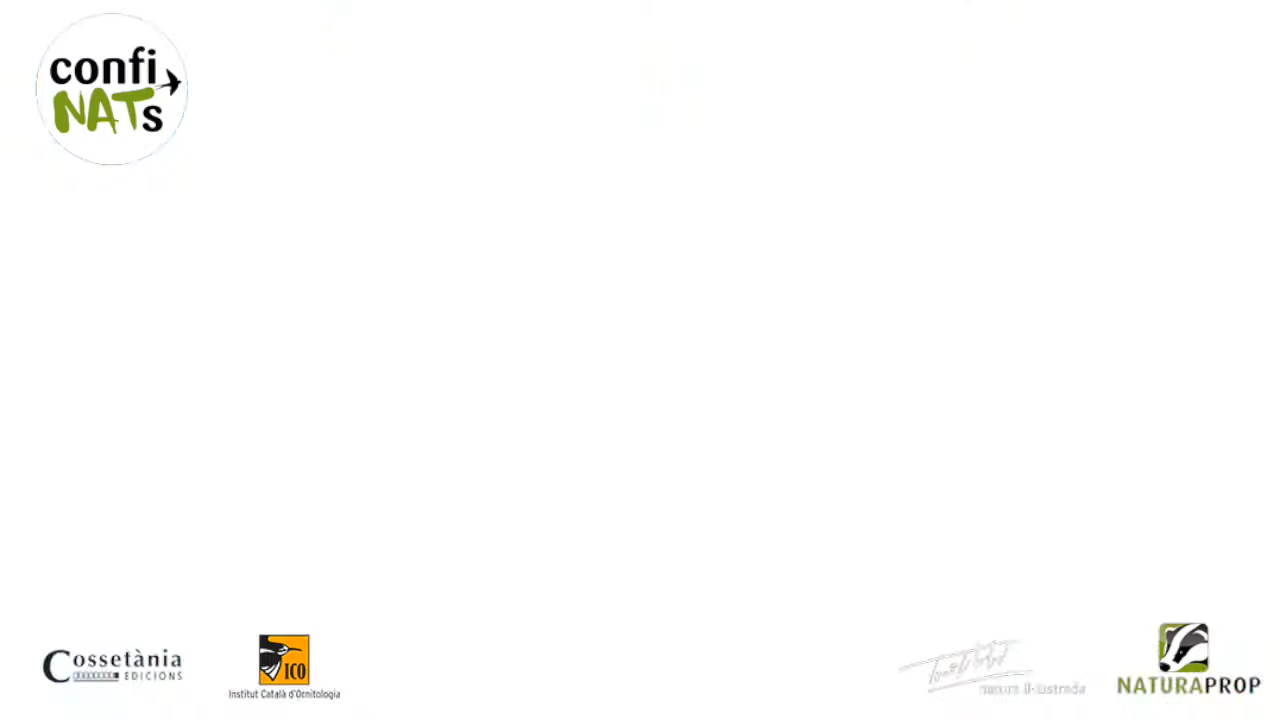 confi
NATs
Cossetània
EDICIONS
ICO
Institut Català d'Ornitologia
natura il·lustrada
NATURAPROP